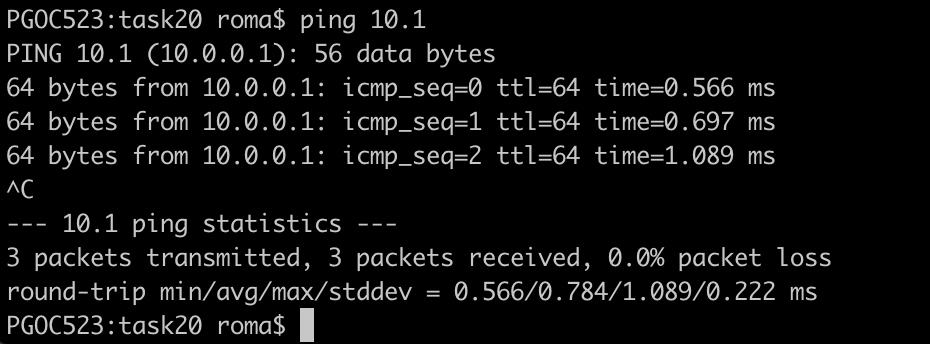 PGOC523:task20 roma$ ping 10.1
PING 10.1 (10.0.0.1): 56 data bytes
64 bytes from 10.0.0.1: icmp_seq=0 ttl=64 time=0.566 ms
64 bytes from 10.0.0.1: icmp_seq=1 ttl=64 time=0.697 ms
64 bytes from 10.0.0.1: icmp_seq=2 ttl=64 time=1.089 ms
^C
--- 10.1 ping statistics ---
3 packets transmitted, 3 packets received, 0.0% packet loss
round-trip min/avg/max/stddev = 0.566/0.784/1.089/0.222 ms
PGOC523:task20 roma$